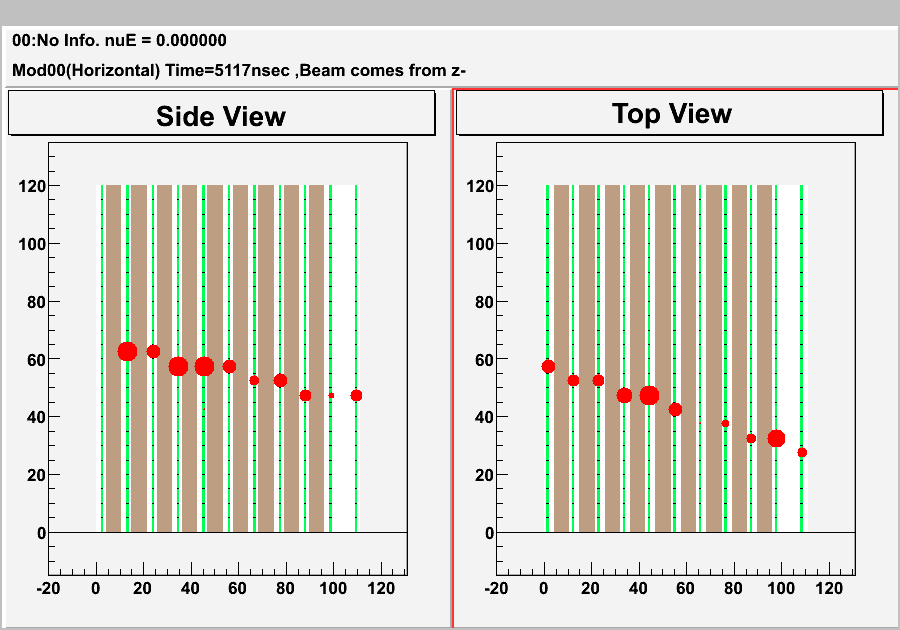 00:No Info. nuE = 0.000000
Mod00(Horizontal) Time=5117nsec ,Beam comes from z-
Side View
Top View
120
100
80
60
40
20
0
-20 0 20 40 60 80 100 120
120
100
80
60
40
20
0
-20 0 20 40 60 80 100 120